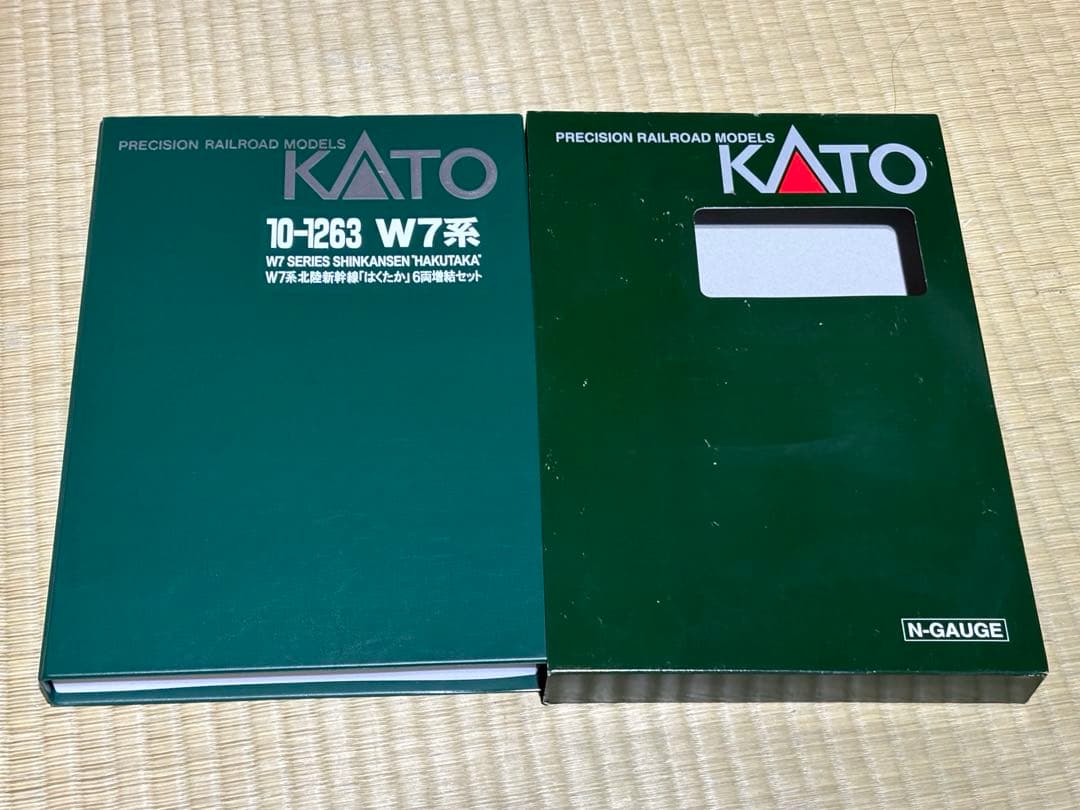 PRECISION RAILROAD MODELS
KATO
10-1263 W7系
W7 SERIES SHINKANSEN "HAKUTAKA"
W7系北陸新幹線「はくたか」6両増結セット
PRECISION RAILROAD MODELS
KATO
N-GAUGE